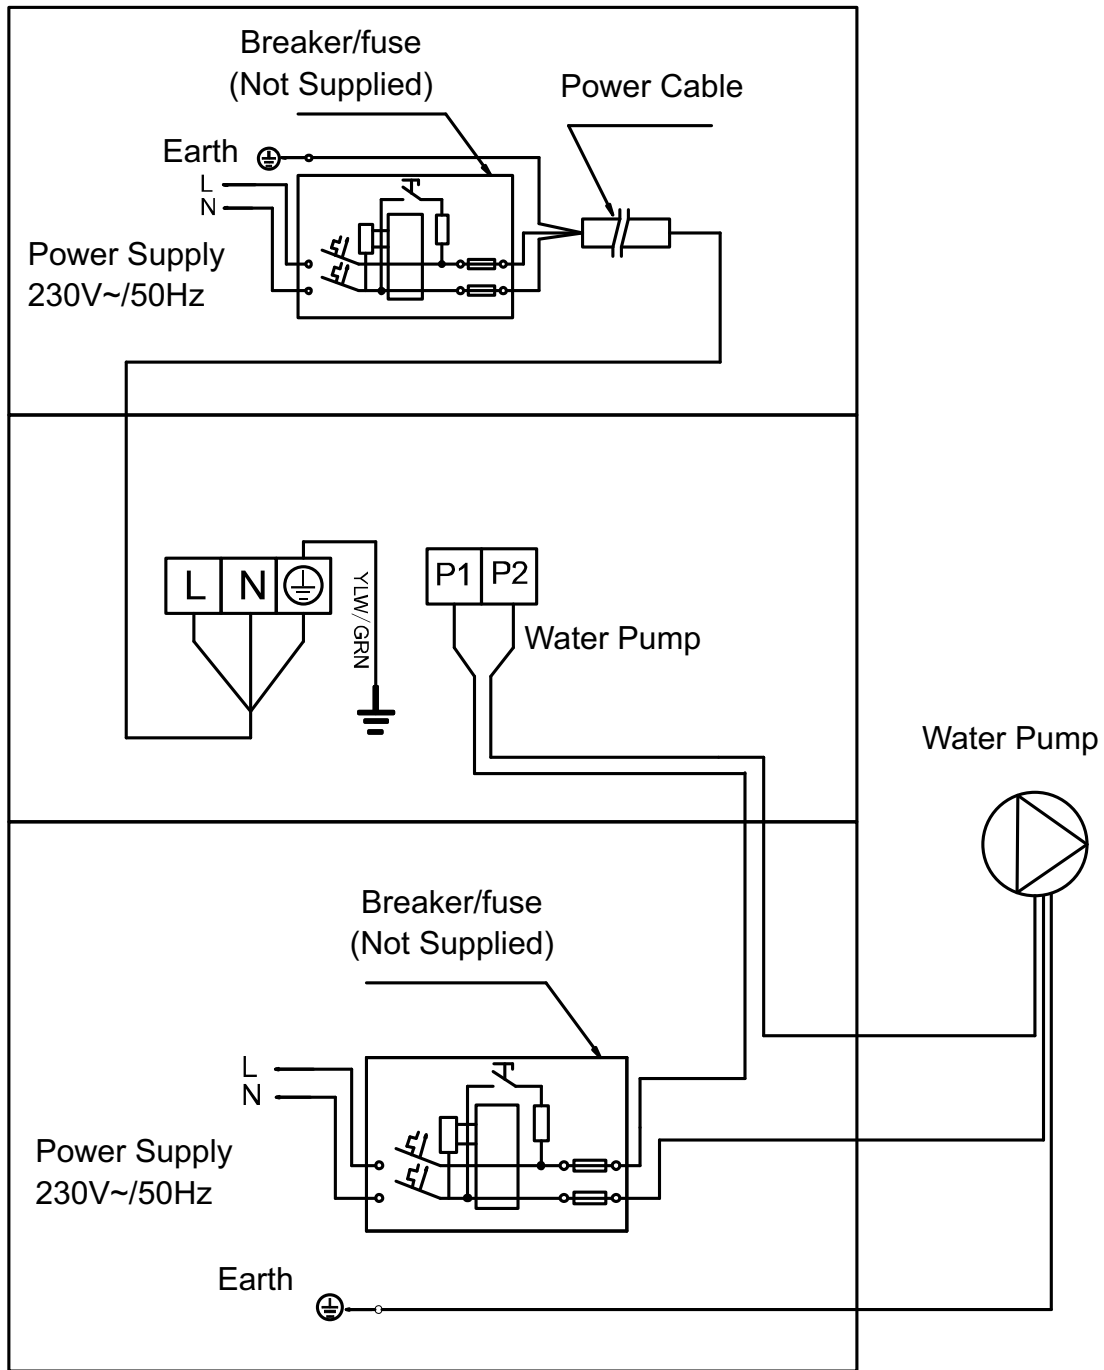 Breaker/fuse
(Not Supplied)
Power Cable
Earth
L
N
Power Supply
230V~/50Hz
L N
YLW/GRN
P1 P2
Water Pump
Water Pump
Breaker/fuse
(Not Supplied)
L
N
Power Supply
230V~/50Hz
Earth